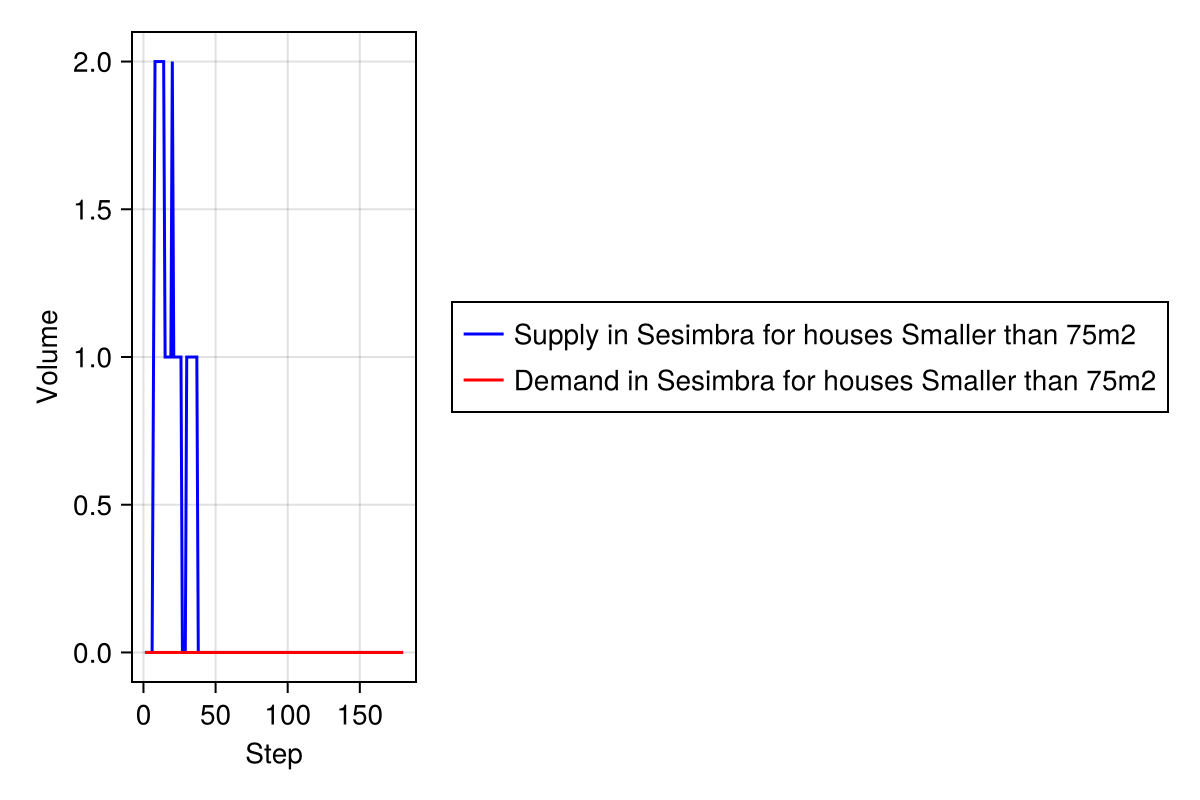 2.0
1.5
1.0
0.5
0.0
Volume
0 50 100 150
Step
Supply in Sesimbra for houses Smaller than 75m2
Demand in Sesimbra for houses Smaller than 75m2